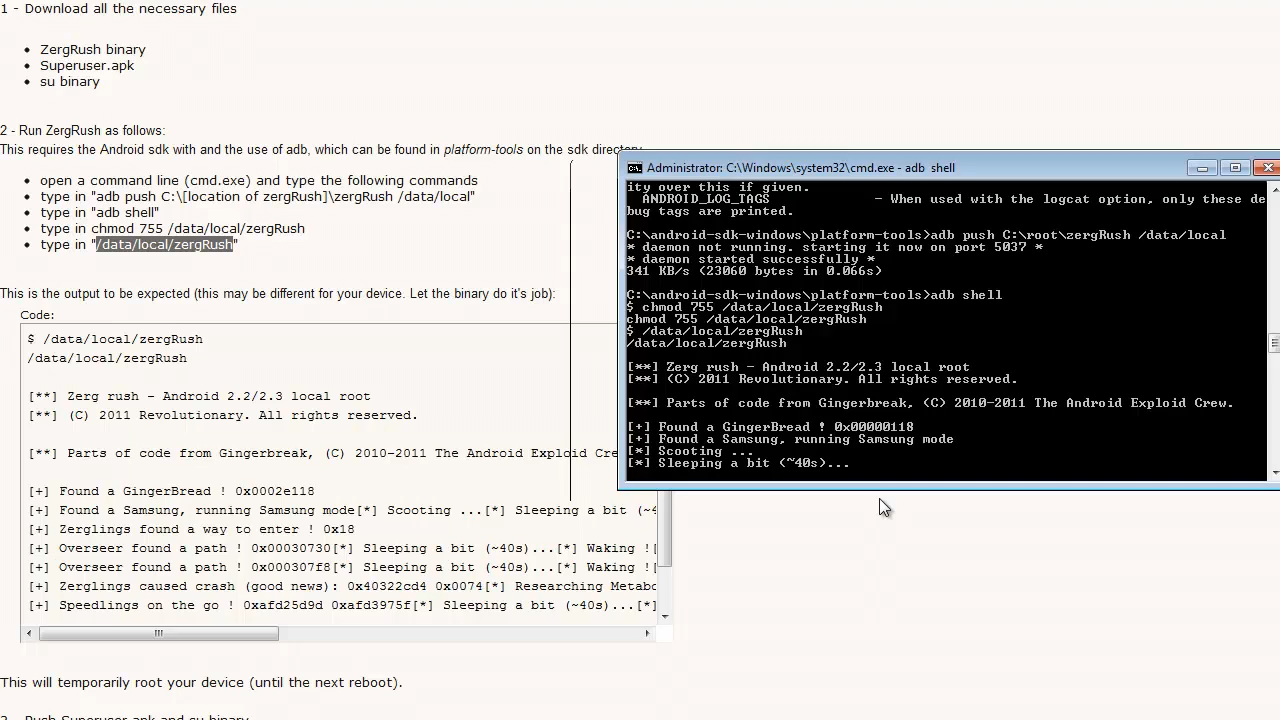 1 - Download all the necessary files
• ZergRush binary
• Superuser.apk
• su binary
2 - Run ZergRush as follows:
This requires the Android sdk with and the use of adb, which can be found in platform-tools on the sdk directory.
• open a command line (cmd.exe) and type the following commands
• type in "adb push C:\[location of zergRush]\zergRush /data/local"
• type in "adb shell"
• type in chmod 755 /data/local/zergRush
• type in "/data/local/zergRush"
This is the output to be expected (this may be different for your device. Let the binary do it's job):
Code:
$ /data/local/zergRush
/data/local/zergRush
[**] Zerg rush - Android 2.2/2.3 local root
[**] (C) 2011 Revolutionary. All rights reserved.
[**] Parts of code from Gingerbreak, (C) 2010-2011 The Android Exploid Cre
[+] Found a GingerBread ! 0x0002e118
[+] Found a Samsung, running Samsung mode[*] Scooting ...[*] Sleeping a bit (~4
[+] Zerglings found a way to enter ! 0x18
[+] Overseer found a path ! 0x00030730[*] Sleeping a bit (~40s)...[*] Waking ![
[+] Overseer found a path ! 0x000307f8[*] Sleeping a bit (~40s)...[*] Waking ![
[+] Zerglings caused crash (good news): 0x40322cd4 0x0074[*] Researching Metabo
[+] Speedlings on the go ! 0xafd25d9d 0xafd3975f[*] Sleeping a bit (~40s)...[*]
This will temporarily root your device (until the next reboot).
3 - Push Superuser.apk and su binary
Administrator: C:\Windows\system32\cmd.exe - adb shell
ity over this if given.
ANDROID_LOG_TAGS - When used with the logcat option, only these de
bug tags are printed.
C:\android-sdk-windows\platform-tools>adb push C:\root\zergRush /data/local
* daemon not running. starting it now on port 5037 *
* daemon started successfully *
341 KB/s (23060 bytes in 0.066s)
C:\android-sdk-windows\platform-tools>adb shell
$ chmod 755 /data/local/zergRush
chmod 755 /data/local/zergRush
$ /data/local/zergRush
/data/local/zergRush
[**] Zerg rush - Android 2.2/2.3 local root
[**] (C) 2011 Revolutionary. All rights reserved.
[**] Parts of code from Gingerbreak, (C) 2010-2011 The Android Exploid Crew.
[+] Found a GingerBread ! 0x00000118
[+] Found a Samsung, running Samsung mode
[*] Scooting ...
[*] Sleeping a bit (~40s)...